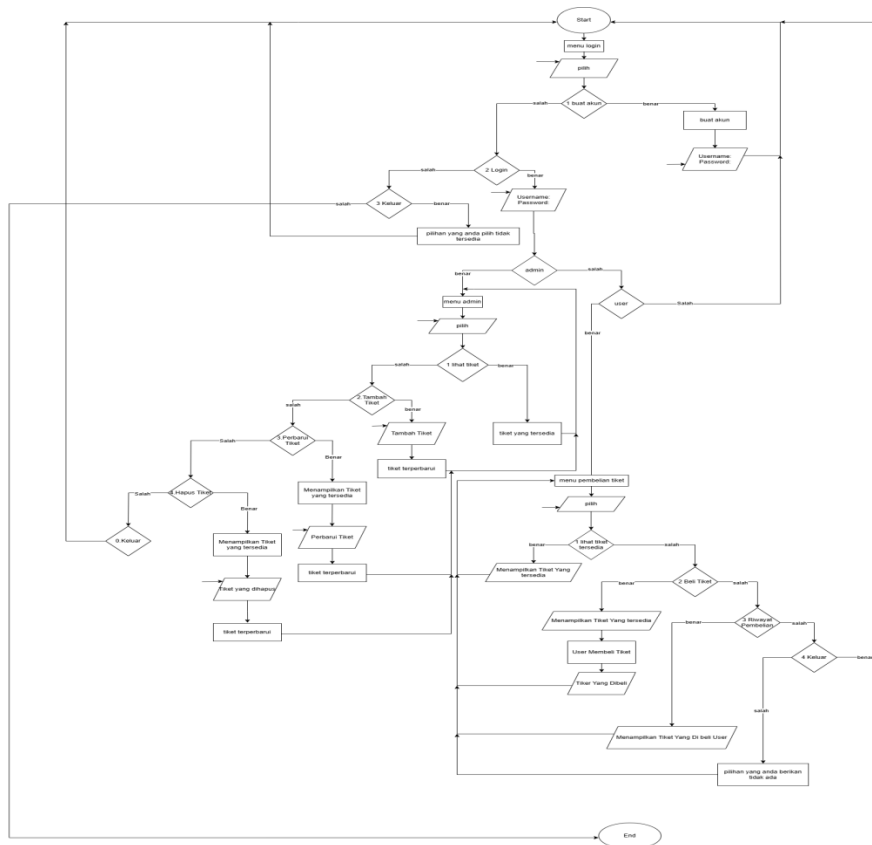 Start
menu login
pilih
1 buat akun
salah
benar
buat akun
Username:
Password:
2 Login
salah
benar
Username:
Password:
3.Keluar
salah
benar
pilihan yang anda pilih tidak
tersedia
admin
benar
salah
menu admin
user
Salah
benar
pilih
1 lihat tiket
salah
benar
2.Tambah
Tiket
salah
benar
Tambah Tiket
tiket yang tersedia
3.Perbarui
Tiket
Salah
Benar
tiket terperbarui
Menampilkan Tiket
yang tersedia
menu pembelian tiket
4.Hapus Tiket
Salah
Benar
pilih
Perbarui Tiket
0.Keluar
Menampilkan Tiket
yang tersedia
1 lihat tiket
tersedia
benar
salah
tiket terperbarui
Menampilkan Tiket Yang
tersedia
Tiket yang dihapus
2 Beli Tiket
benar
salah
tiket terperbarui
Menampilkan Tiket Yang tersedia
3 Riwayat
Pembelian
benar
salah
User Membeli Tiket
4 Keluar
benar
salah
Tikar Yang Dibeli
Menampilkan Tiket Yang Di beli User
pilihan yang anda berikan
tidak ada
End